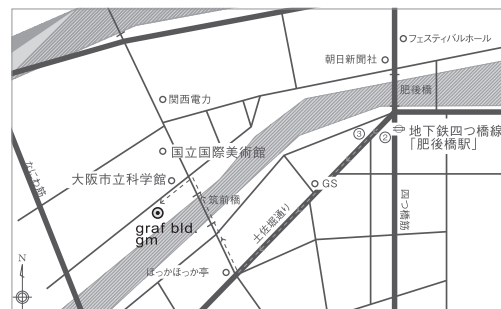 フェスティバルホール
朝日新聞社
肥後橋
関西電力
地下鉄四つ橋線
「肥後橋駅」
③
②
国立国際美術館
大阪市立科学館
GS
なにわ筋
筑前橋
四つ橋筋
土佐堀通り
graf bld.
gm
ほっかほっか亭
N